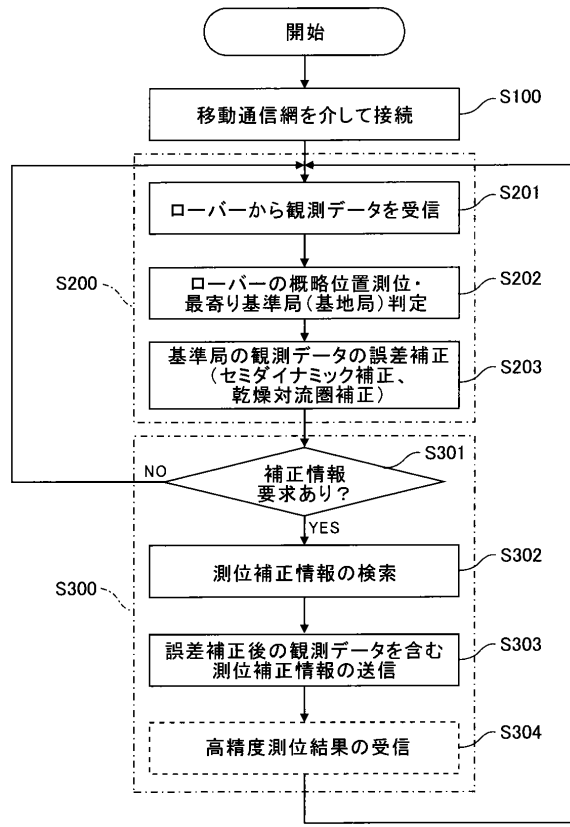 開始
移動通信網を介して接続
S100
ローバーから観測データを受信
S201
S200
ローバーの概略位置測位・
最寄り基準局(基地局)判定
S202
基準局の観測データの誤差補正
(セミダイナミック補正、
乾燥対流圏補正)
S203
S301
NO
補正情報
要求あり?
YES
測位補正情報の検索
S302
S300
誤差補正後の観測データを含む
測位補正情報の送信
S303
高精度測位結果の受信
S304